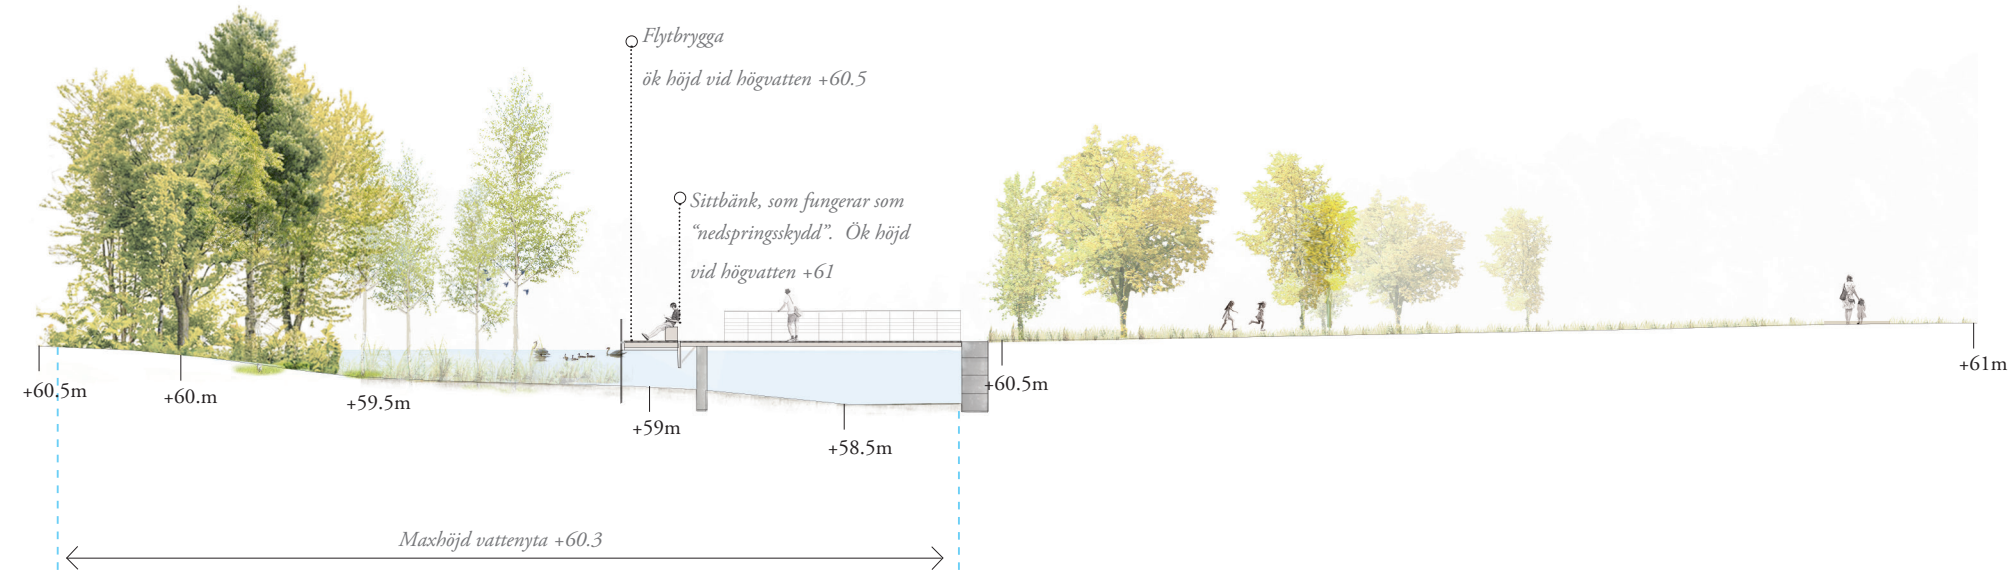 Flytbrygga
ök höjd vid högvatten +60.5
Sittbänk, som fungerar som
“nedspringsskydd”. Ök höjd
vid högvatten +61
+60.5m
+60.m
+59.5m
+59m
+58.5m
+60.5m
+61m
Maxhöjd vattenyta +60.3